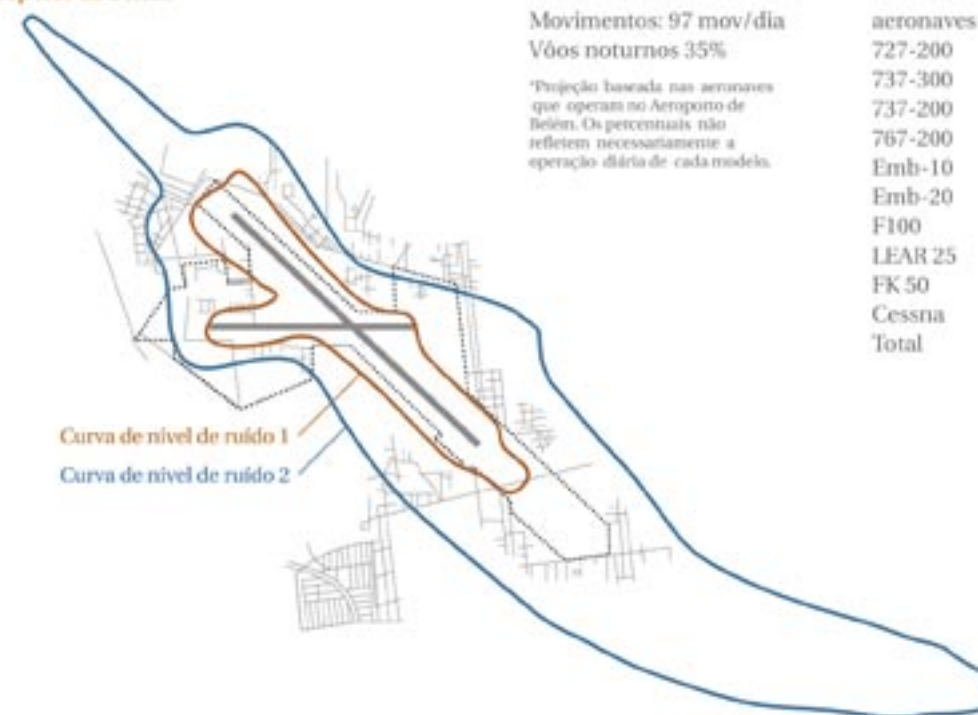 Movimentos: 97 mov/dia
Vôos noturnos 35%
*Projeção baseada nas aeronaves
que operam no Aeroporto de
Belém. Os percentuais não
refletem necessariamente a
operação diária de cada modelo.
aeronaves
727-200
737-300
737-200
767-200
Emb-10
Emb-20
F100
LEAR 25
FK 50
Cessna
Total
Curva de nível de ruído 1
Curva de nível de ruído 2